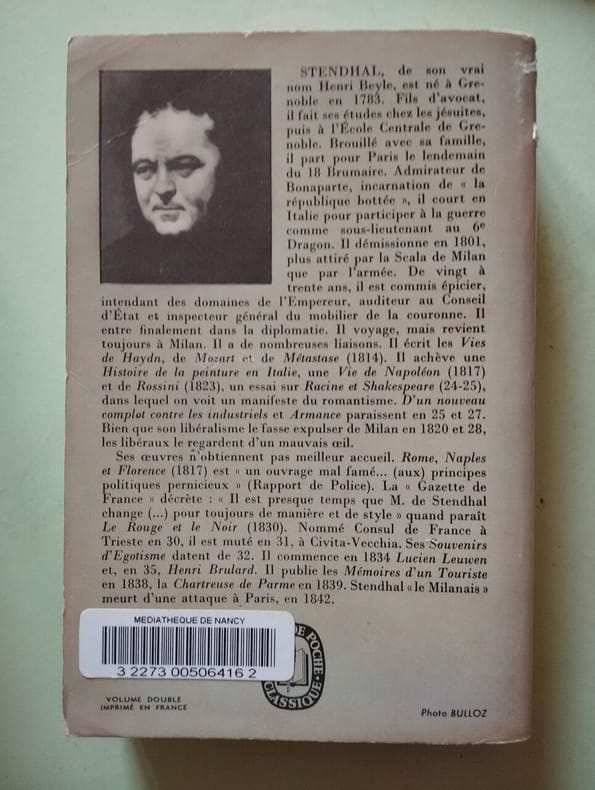 STENDHAL, de son vrai
nom Henri Beyle, est né à Gre-
noble en 1783. Fils d'avocat,
il fait ses études chez les jésuites,
puis à l'École Centrale de Gre-
noble. Brouillé avec sa famille,
il part pour Paris le lendemain
du 18 Brumaire. Admirateur de
Bonaparte, incarnation de « la
république bottée », il court en
Italie pour participer à la guerre
comme sous-lieutenant au 6e
Dragon. Il démissionne en 1801,
plus attiré par la Scala de Milan
que par l'armée. De vingt à
trente ans, il est commis épicier,
intendant des domaines de l'Empereur, auditeur au Conseil
d'État et inspecteur général du mobilier de la couronne. Il
entre finalement dans la diplomatie. Il voyage, mais revient
toujours à Milan. Il a de nombreuses liaisons. Il écrit les Vies
de Haydn, de Mozart et de Métastase (1814). Il achève une
Histoire de la peinture en Italie, une Vie de Napoléon (1817)
et de Rossini (1823), un essai sur Racine et Shakespeare (24-25),
dans lequel on voit un manifeste du romantisme. D'un nouveau
complot contre les industriels et Armance paraissent en 25 et 27.
Bien que son libéralisme le fasse expulser de Milan en 1820 et 28,
les libéraux le regardent d'un mauvais œil.
Ses œuvres n'obtiennent pas meilleur accueil. Rome, Naples
et Florence (1817) est « un ouvrage mal famé... (aux) principes
politiques pernicieux » (Rapport de Police). La « Gazette de
France » décrète : « Il est presque temps que M. de Stendhal
change (...) pour toujours de manière et de style » quand paraît
Le Rouge et le Noir (1830). Nommé Consul de France à
Trieste en 30, il est muté en 31, à Civita-Vecchia. Ses Souvenirs
d'Egotisme datent de 32. Il commence en 1834 Lucien Leuwen
et, en 35, Henri Brulard. Il publie les Mémoires d'un Touriste
en 1838, la Chartreuse de Parme en 1839. Stendhal « le Milanais »
meurt d'une attaque à Paris, en 1842.
MEDIATHEQUE DE NANCY
3 2273 00506416 2
DE POCHE
CLASSIQUE
VOLUME DOUBLE
IMPRIMÉ EN FRANCE
Photo BULLOZ